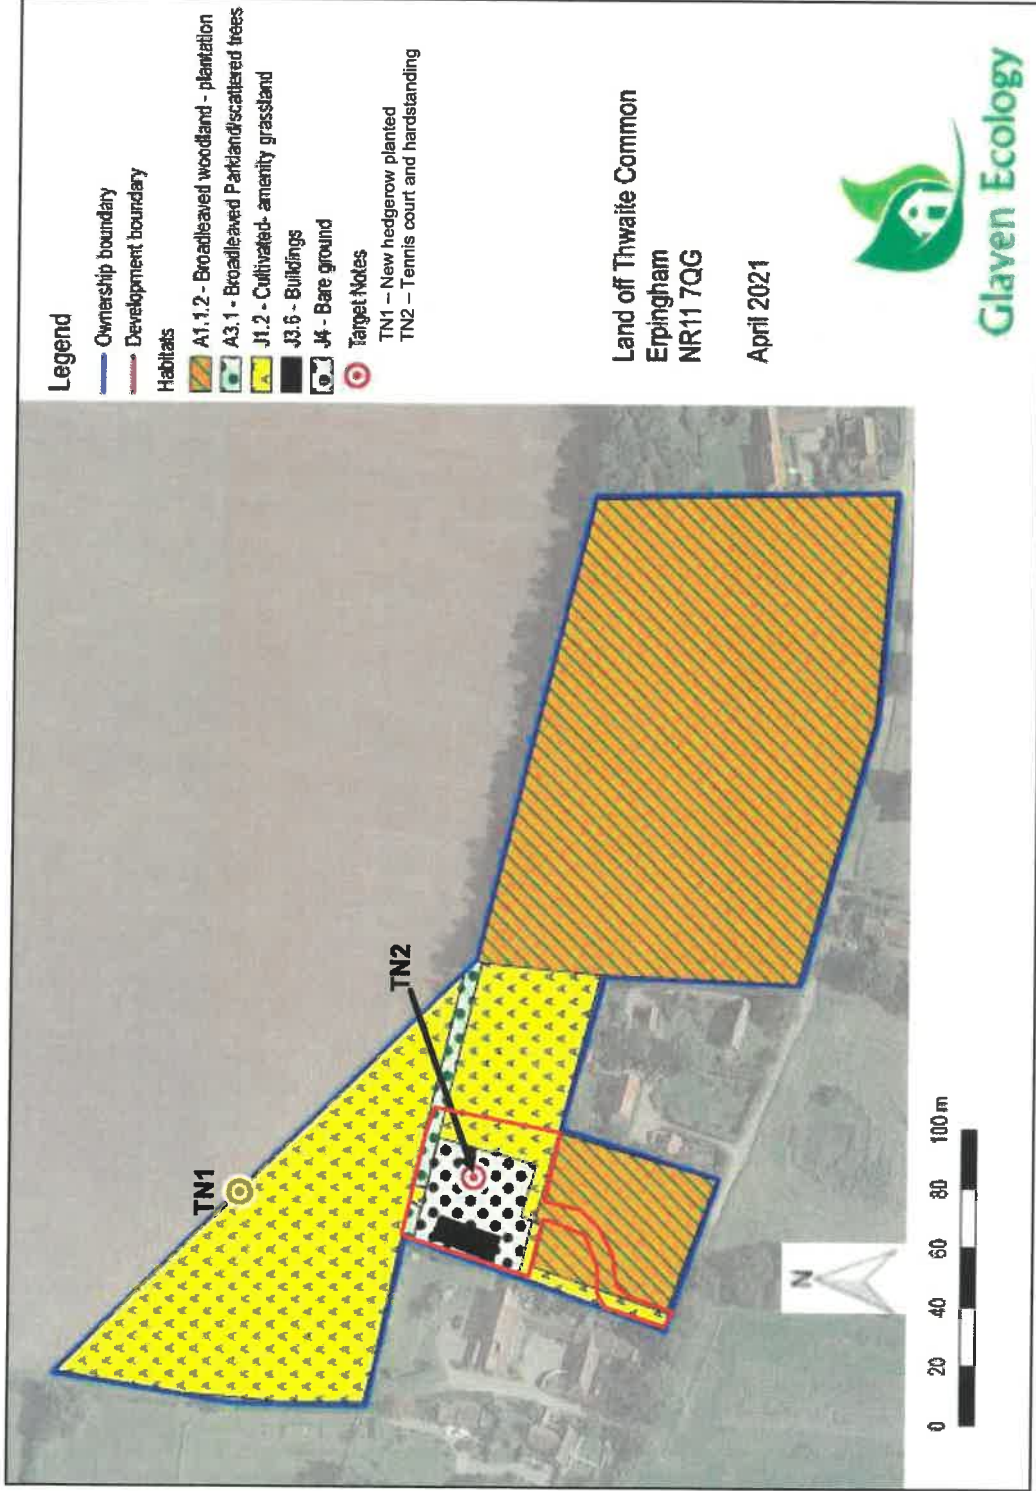 Legend
Ownership boundary
Development boundary
Habitats
A1.1.2 - Broadleaved woodland - plantation
A3.1 - Broadleaved Parkland/scattered trees
J1.2 - Cultivated- amenity grassland
J3.6 - Buildings
J4 - Bare ground
Target Notes
TN1 – New hedgerow planted
TN2 – Tennis court and hardstanding
Land off Thwaite Common
Erpingham
NR11 7QG
April 2021
Glaven Ecology
TN1
TN2
N
0 20 40 60 80 100 m